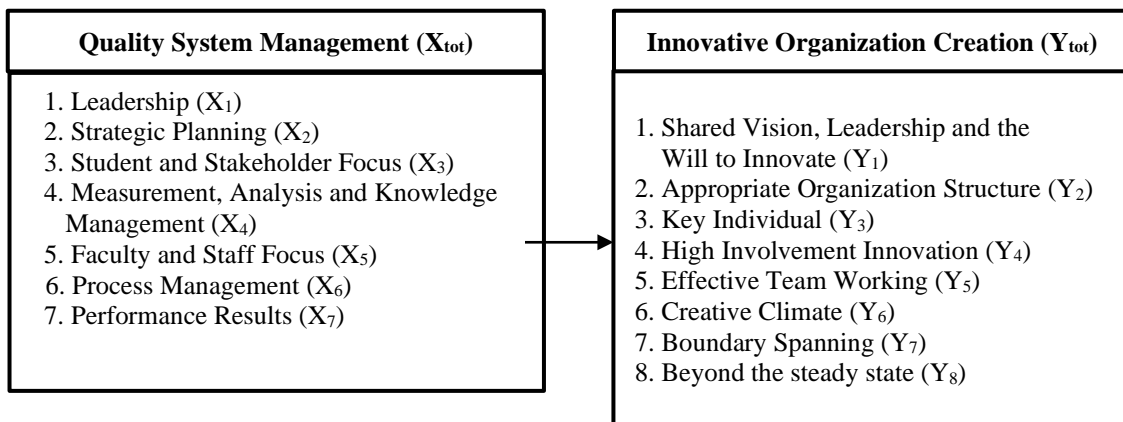 Quality System Management (Xtot)
1. Leadership (X1)
2. Strategic Planning (X2)
3. Student and Stakeholder Focus (X3)
4. Measurement, Analysis and Knowledge
Management (X4)
5. Faculty and Staff Focus (X5)
6. Process Management (X6)
7. Performance Results (X7)
Innovative Organization Creation (Ytot)
1. Shared Vision, Leadership and the
Will to Innovate (Y1)
2. Appropriate Organization Structure (Y2)
3. Key Individual (Y3)
4. High Involvement Innovation (Y4)
5. Effective Team Working (Y5)
6. Creative Climate (Y6)
7. Boundary Spanning (Y7)
8. Beyond the steady state (Y8)